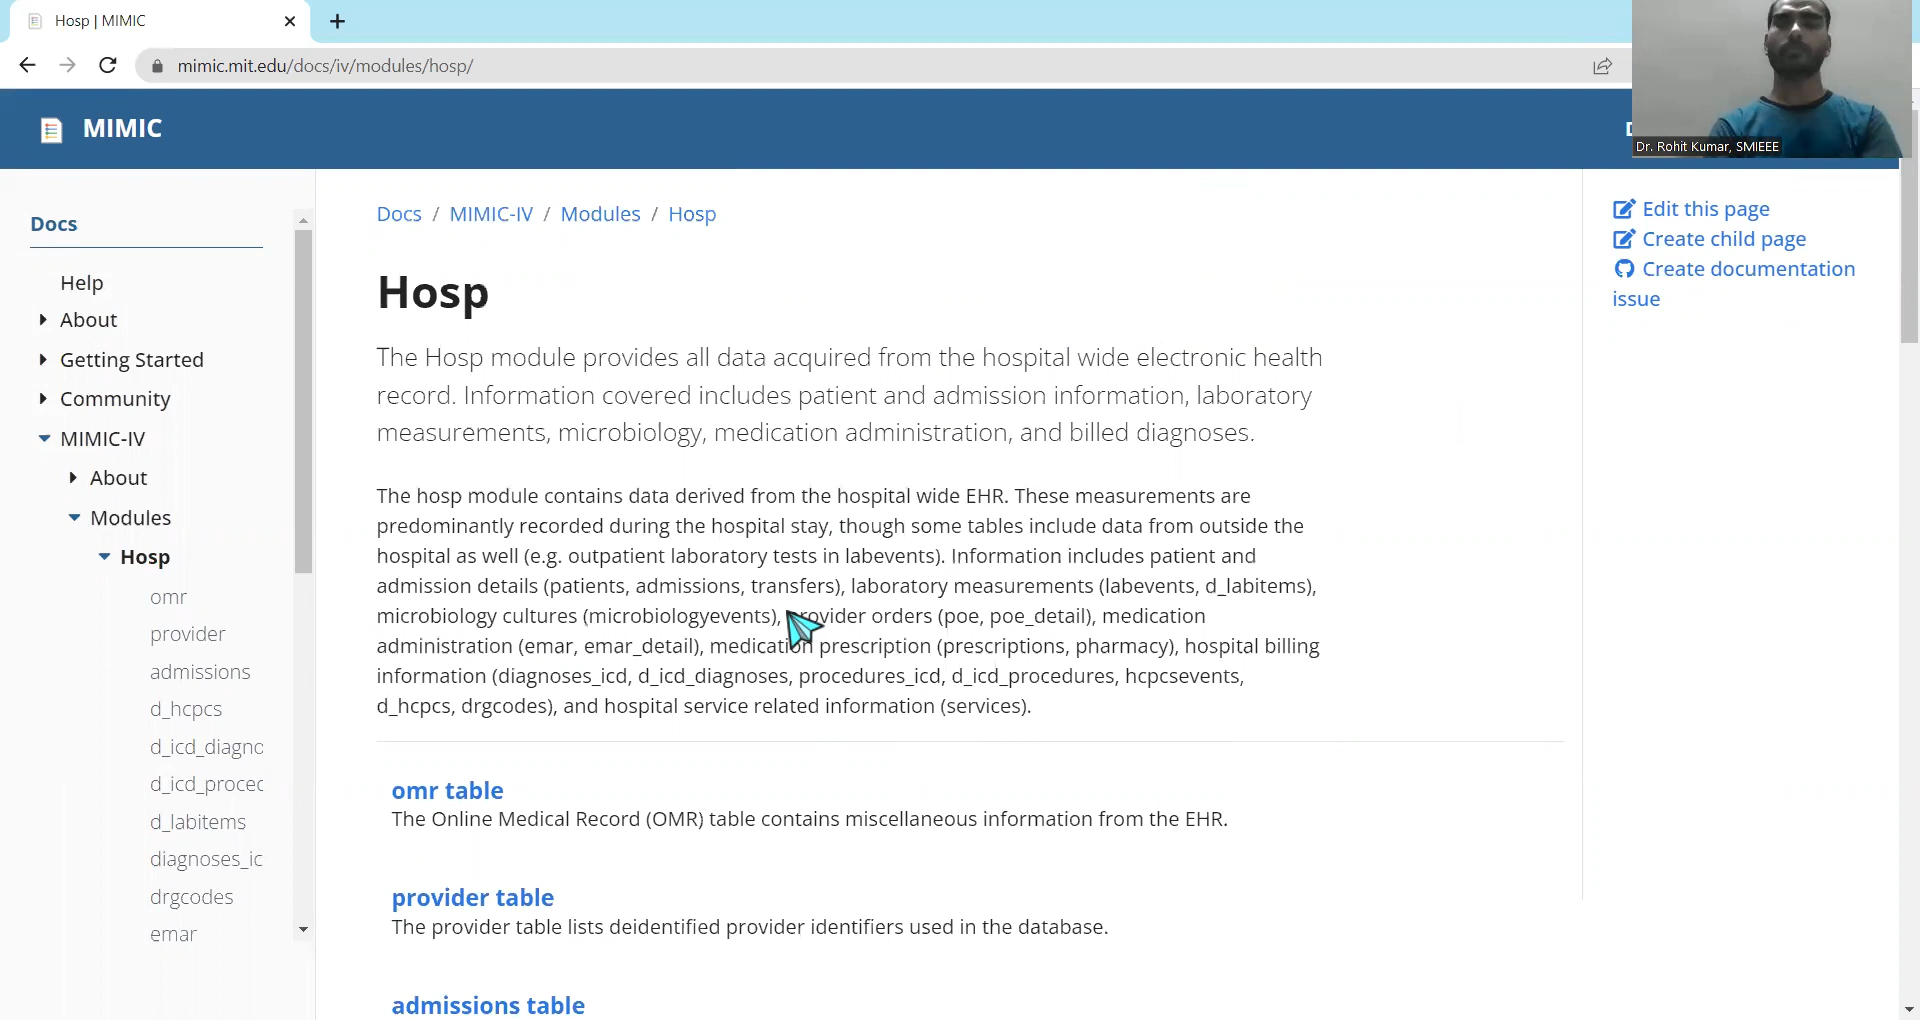 Hosp | MIMIC
mimic.mit.edu/docs/iv/modules/hosp/
MIMIC
Dr. Rohit Kumar, SMIEEE
Docs
Help
About
Getting Started
Community
MIMIC-IV
About
Modules
Hosp
omr
provider
admissions
d_hcpcs
d_icd_diagno
d_icd_proced
d_labitems
diagnoses_ic
drgcodes
emar
Docs / MIMIC-IV / Modules / Hosp
Hosp
The Hosp module provides all data acquired from the hospital wide electronic health
record. Information covered includes patient and admission information, laboratory
measurements, microbiology, medication administration, and billed diagnoses.
The hosp module contains data derived from the hospital wide EHR. These measurements are
predominantly recorded during the hospital stay, though some tables include data from outside the
hospital as well (e.g. outpatient laboratory tests in labevents). Information includes patient and
admission details (patients, admissions, transfers), laboratory measurements (labevents, d_labitems),
microbiology cultures (microbiologyevents), provider orders (poe, poe_detail), medication
administration (emar, emar_detail), medication prescription (prescriptions, pharmacy), hospital billing
information (diagnoses_icd, d_icd_diagnoses, procedures_icd, d_icd_procedures, hcpcsevents,
d_hcpcs, drgcodes), and hospital service related information (services).
omr table
The Online Medical Record (OMR) table contains miscellaneous information from the EHR.
provider table
The provider table lists deidentified provider identifiers used in the database.
admissions table
Edit this page
Create child page
Create documentation
issue